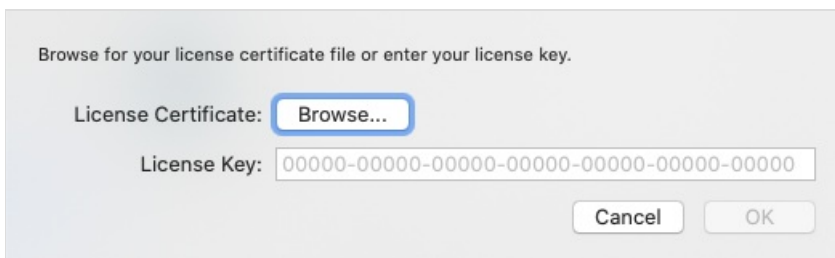 Browse for your license certificate file or enter your license key.
License Certificate: Browse...
License Key: 00000-00000-00000-00000-00000-00000-00000
Cancel OK